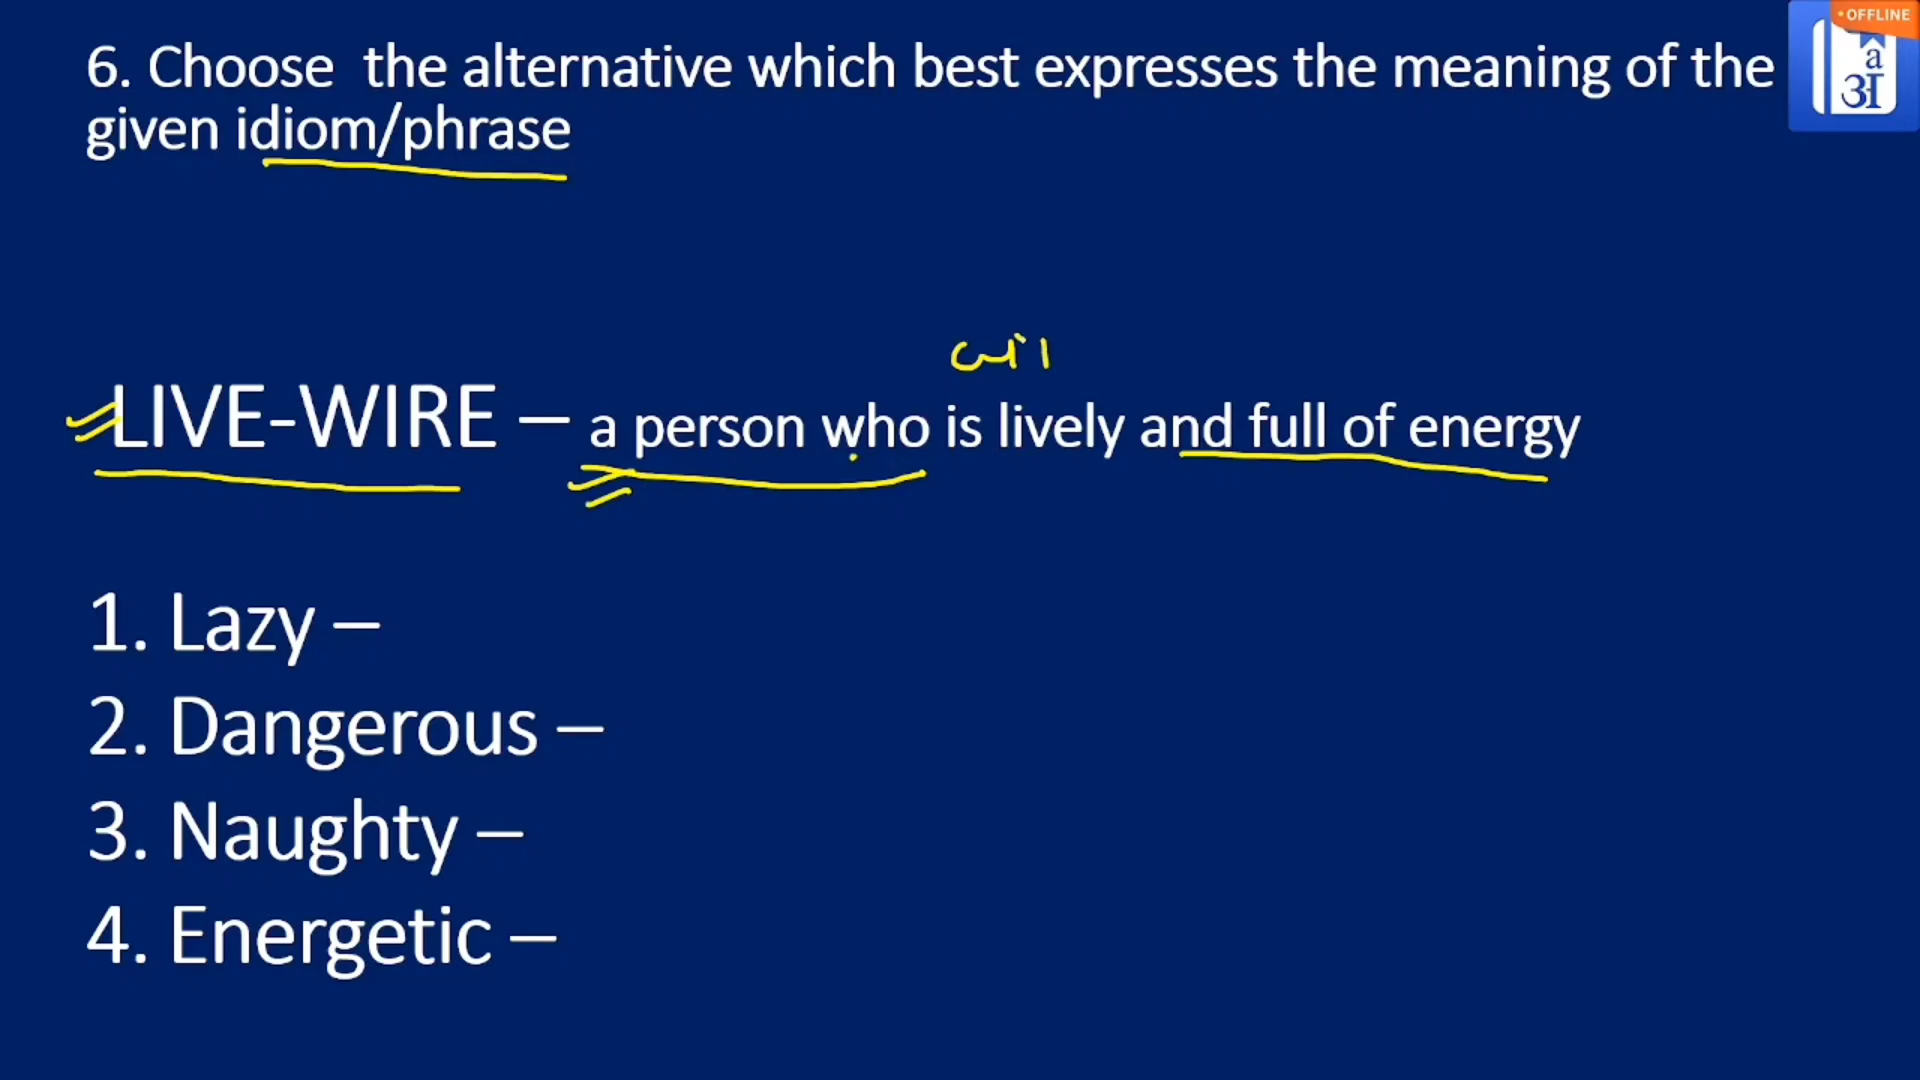 6. Choose the alternative which best expresses the meaning of the
given idiom/phrase
• OFFLINE
a
अ
LIVE-WIRE – a person who is lively and full of energy
1. Lazy –
2. Dangerous –
3. Naughty –
4. Energetic –